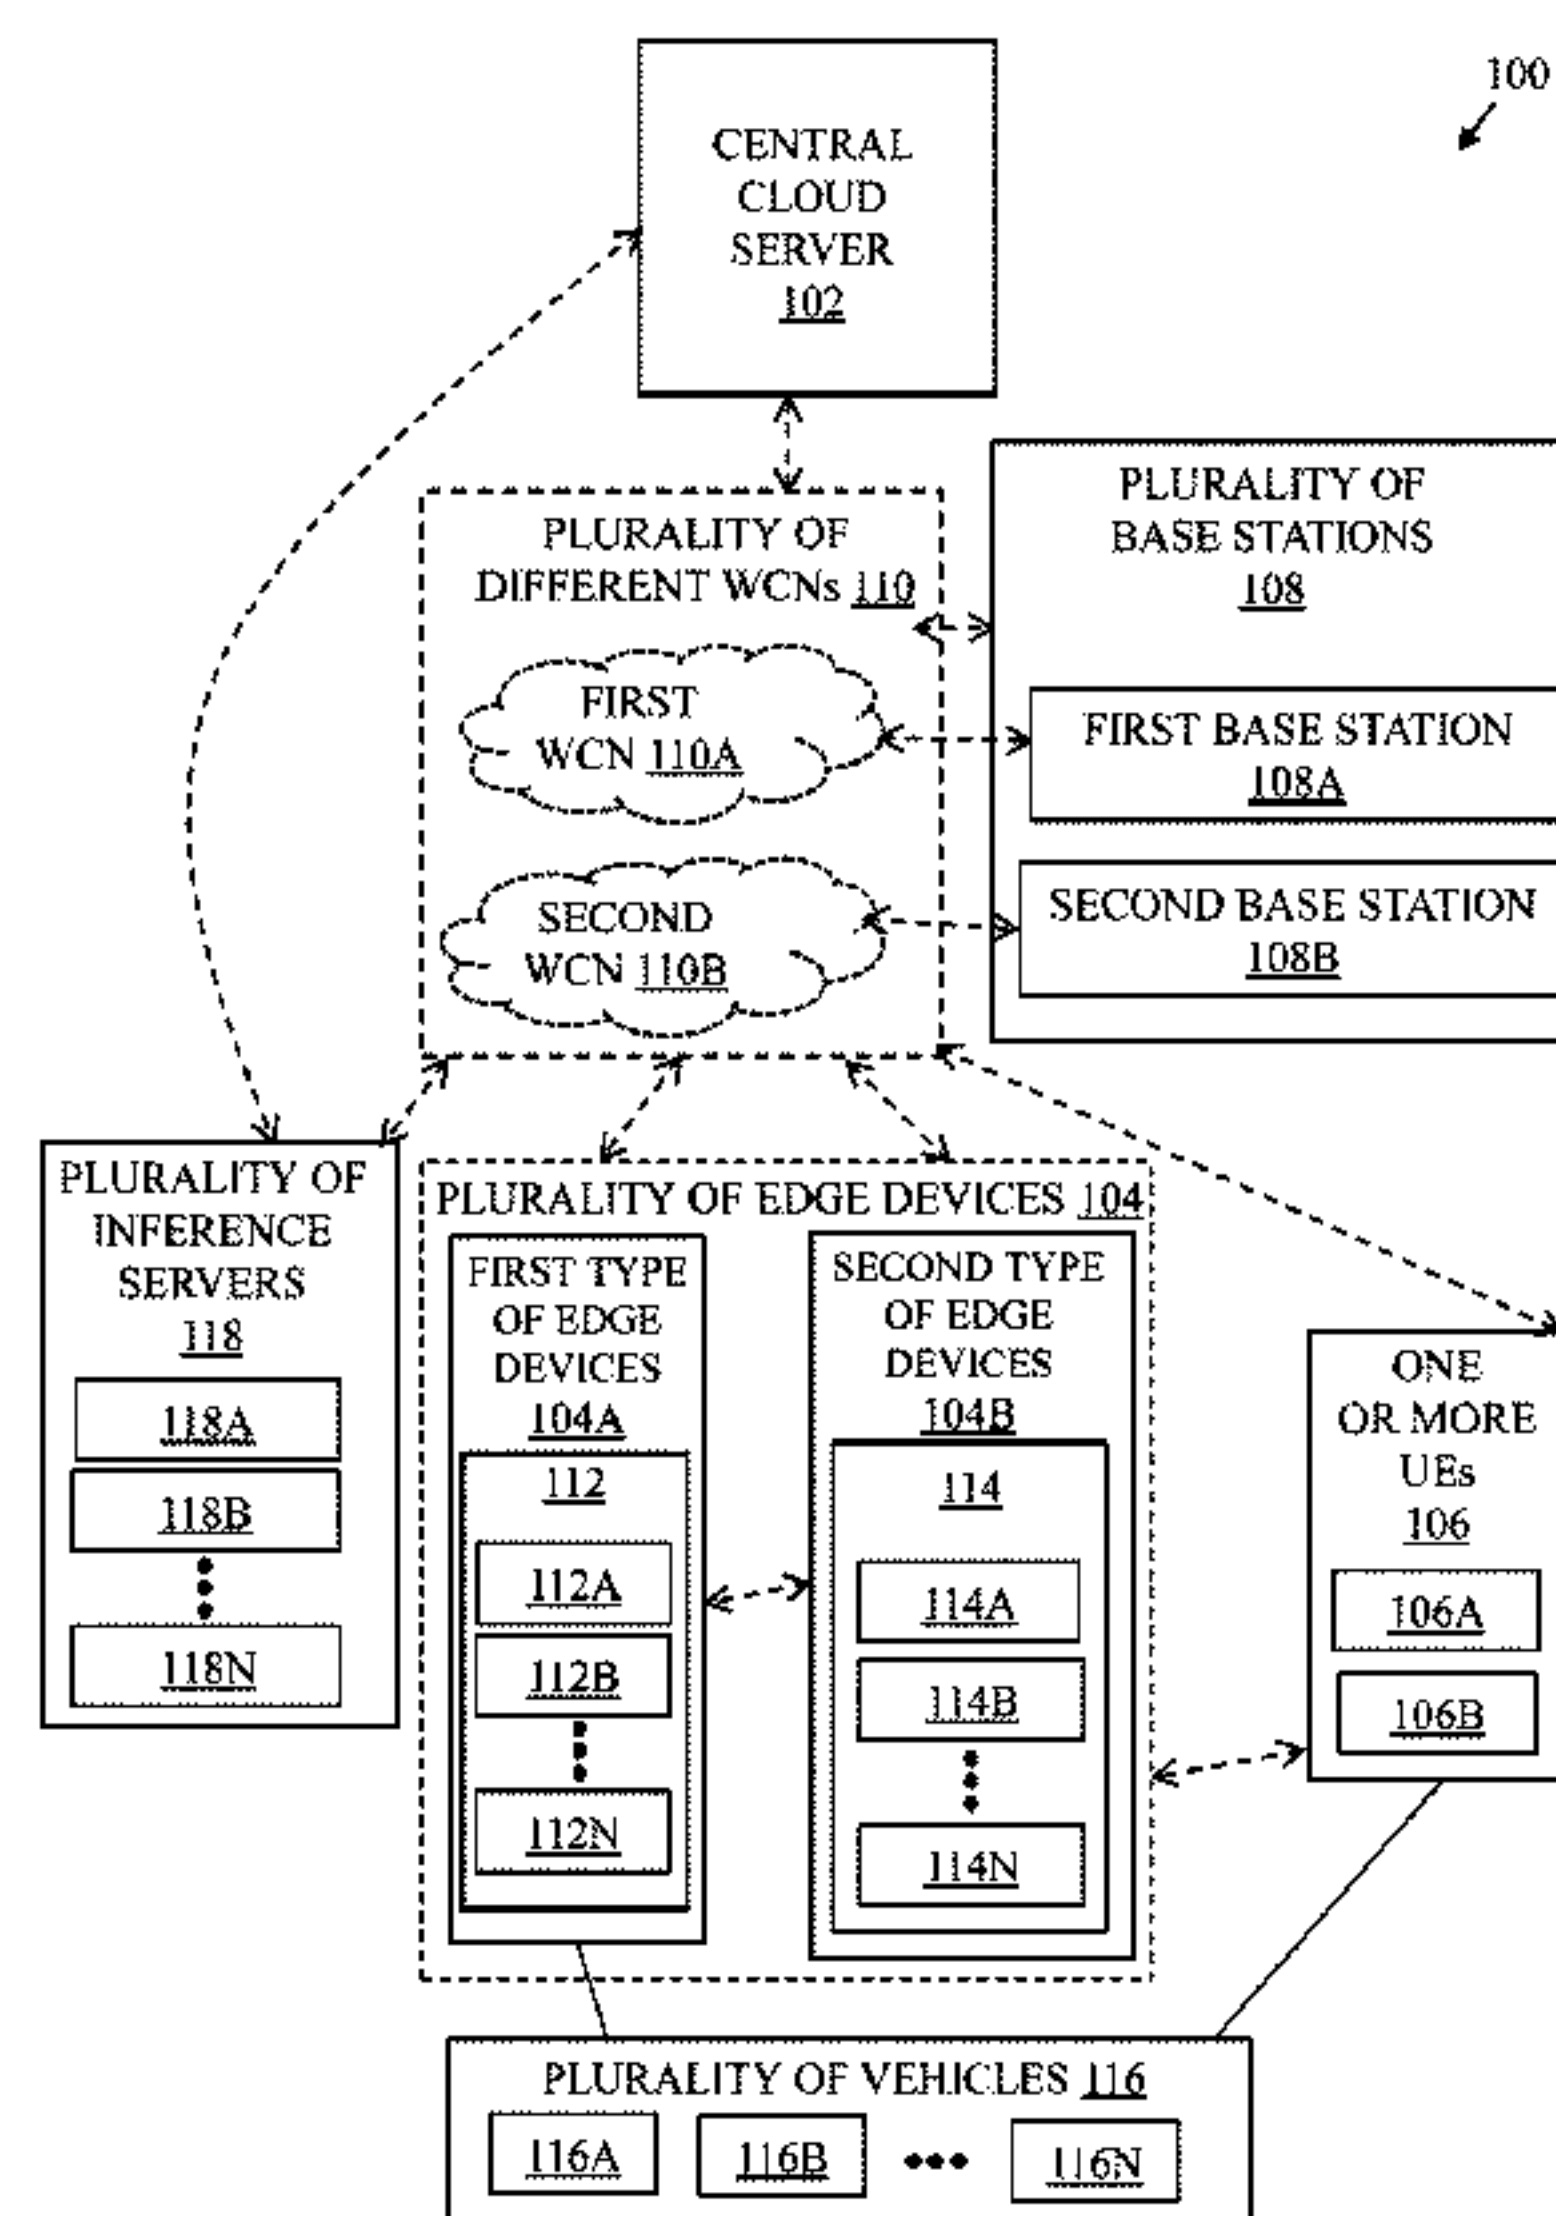 100
CENTRAL
CLOUD
SERVER
102
PLURALITY OF
BASE STATIONS
108
PLURALITY OF
DIFFERENT WCNs 110
FIRST
WCN 110A
FIRST BASE STATION
108A
SECOND
WCN 110B
SECOND BASE STATION
108B
PLURALITY OF
INFERENCE
SERVERS
118
118A
118B
118N
PLURALITY OF EDGE DEVICES 104
FIRST TYPE
OF EDGE
DEVICES
104A
112
112A
112B
112N
SECOND TYPE
OF EDGE
DEVICES
104B
114
114A
114B
114N
ONE
OR MORE
UEs
106
106A
106B
PLURALITY OF VEHICLES 116
116A
116B
116N